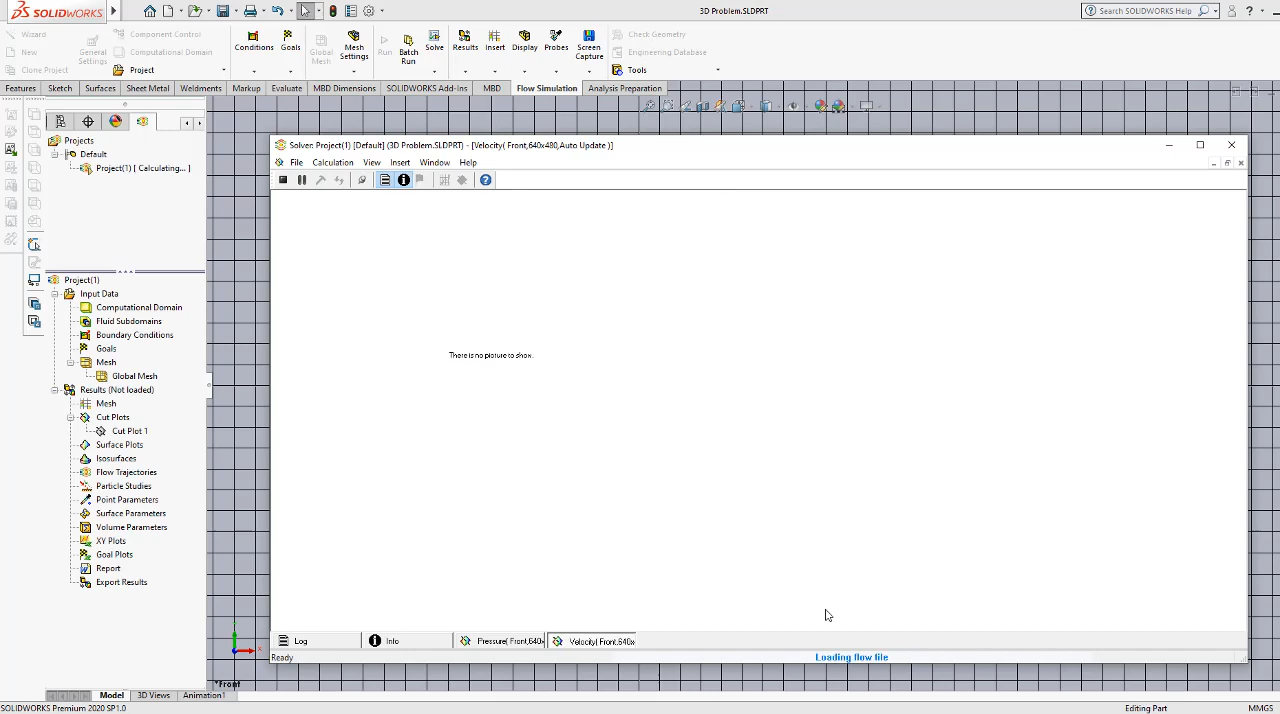 SOLIDWORKS
3D Problem.SLDPRT
Search SOLIDWORKS Help
Wizard
New
Clone Project
General Settings
Component Control
Computational Domain
Project
Conditions
Goals
Global Mesh
Mesh Settings
Run
Batch Run
Solve
Results
Insert
Display
Probes
Screen Capture
Check Geometry
Engineering Database
Tools
Features
Sketch
Surfaces
Sheet Metal
Weldments
Markup
Evaluate
MBD Dimensions
SOLIDWORKS Add-Ins
MBD
Flow Simulation
Analysis Preparation
Projects
Default
Project(1) [ Calculating... ]
Project(1)
Input Data
Computational Domain
Fluid Subdomains
Boundary Conditions
Goals
Mesh
Global Mesh
Results (Not loaded)
Mesh
Cut Plots
Cut Plot 1
Surface Plots
Isosurfaces
Flow Trajectories
Particle Studies
Point Parameters
Surface Parameters
Volume Parameters
XY Plots
Goal Plots
Report
Export Results
Solver: Project(1) [Default] (3D Problem.SLDPRT) - [Velocity( Front,640x480,Auto Update )]
File
Calculation
View
Insert
Window
Help
There is no picture to show.
Log
Info
Pressure( Front,640x
Velocity( Front,640x
Ready
Loading flow file
*Front
Model
3D Views
Animation1
SOLIDWORKS Premium 2020 SP1.0
Editing Part
MMGS